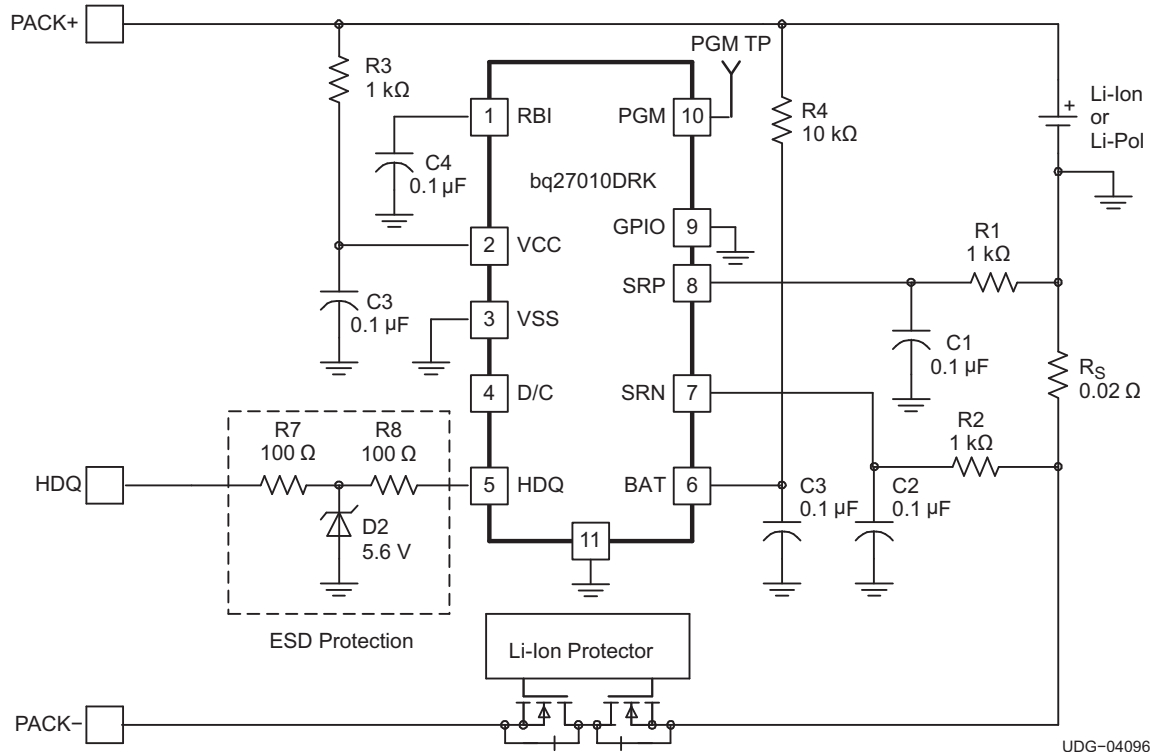 PACK+
PGM TP
R3
1 kΩ
1
RBI
PGM
10
R4
10 kΩ
+
Li-Ion
or
Li-Pol
C4
0.1 µF
bq27010DRK
GPIO
9
2
VCC
R1
1 kΩ
SRP
8
C3
0.1 µF
3
VSS
C1
0.1 µF
RS
0.02 Ω
4
D/C
SRN
7
R7
100 Ω
R8
100 Ω
R2
1 kΩ
HDQ
5
HDQ
BAT
6
C3
0.1 µF
C2
0.1 µF
D2
5.6 V
11
ESD Protection
Li-Ion Protector
PACK−
UDG−04096